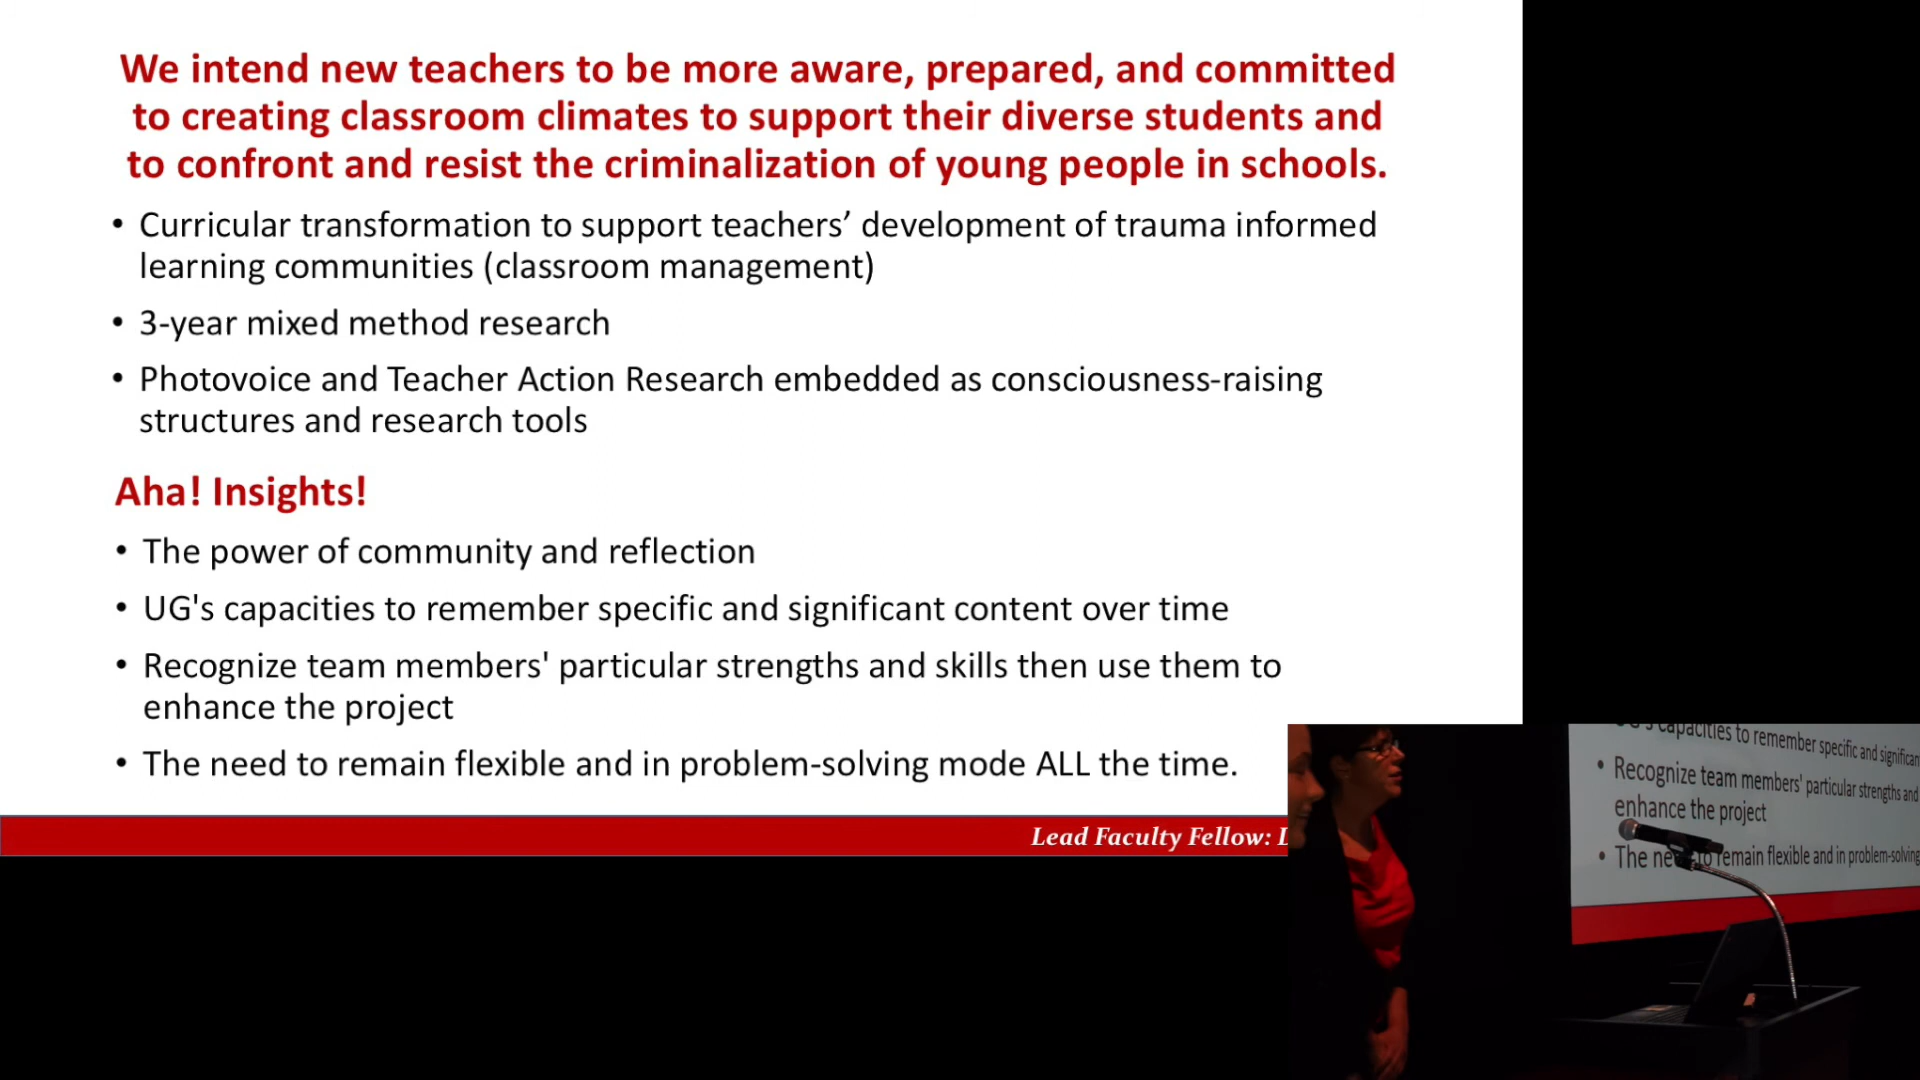 We intend new teachers to be more aware, prepared, and committed
to creating classroom climates to support their diverse students and
to confront and resist the criminalization of young people in schools.
• Curricular transformation to support teachers’ development of trauma informed
learning communities (classroom management)
• 3-year mixed method research
• Photovoice and Teacher Action Research embedded as consciousness-raising
structures and research tools
Aha! Insights!
• The power of community and reflection
• UG's capacities to remember specific and significant content over time
• Recognize team members' particular strengths and skills then use them to
enhance the project
• The need to remain flexible and in problem-solving mode ALL the time.
Lead Faculty Fellow:
capacities to remember specific and significan
• Recognize team members' particular strengths and
enhance the project
• The ne to remain flexible and in problem-solving